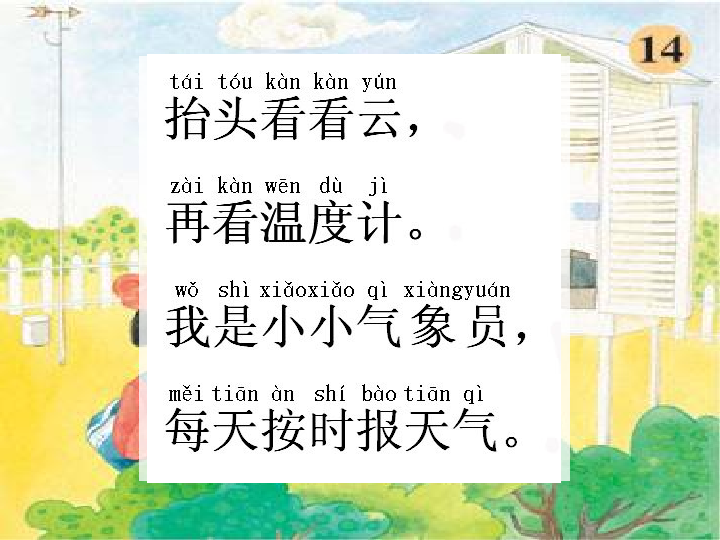 14
tái tóu kàn kàn yún
抬头看看云，
zài kàn wēn dù jì
再看温度计。
wǒ shì xiǎoxiǎo qì xiàngyuán
我是小小气象员，
měi tiān àn shí bào tiān qì
每天按时报天气。